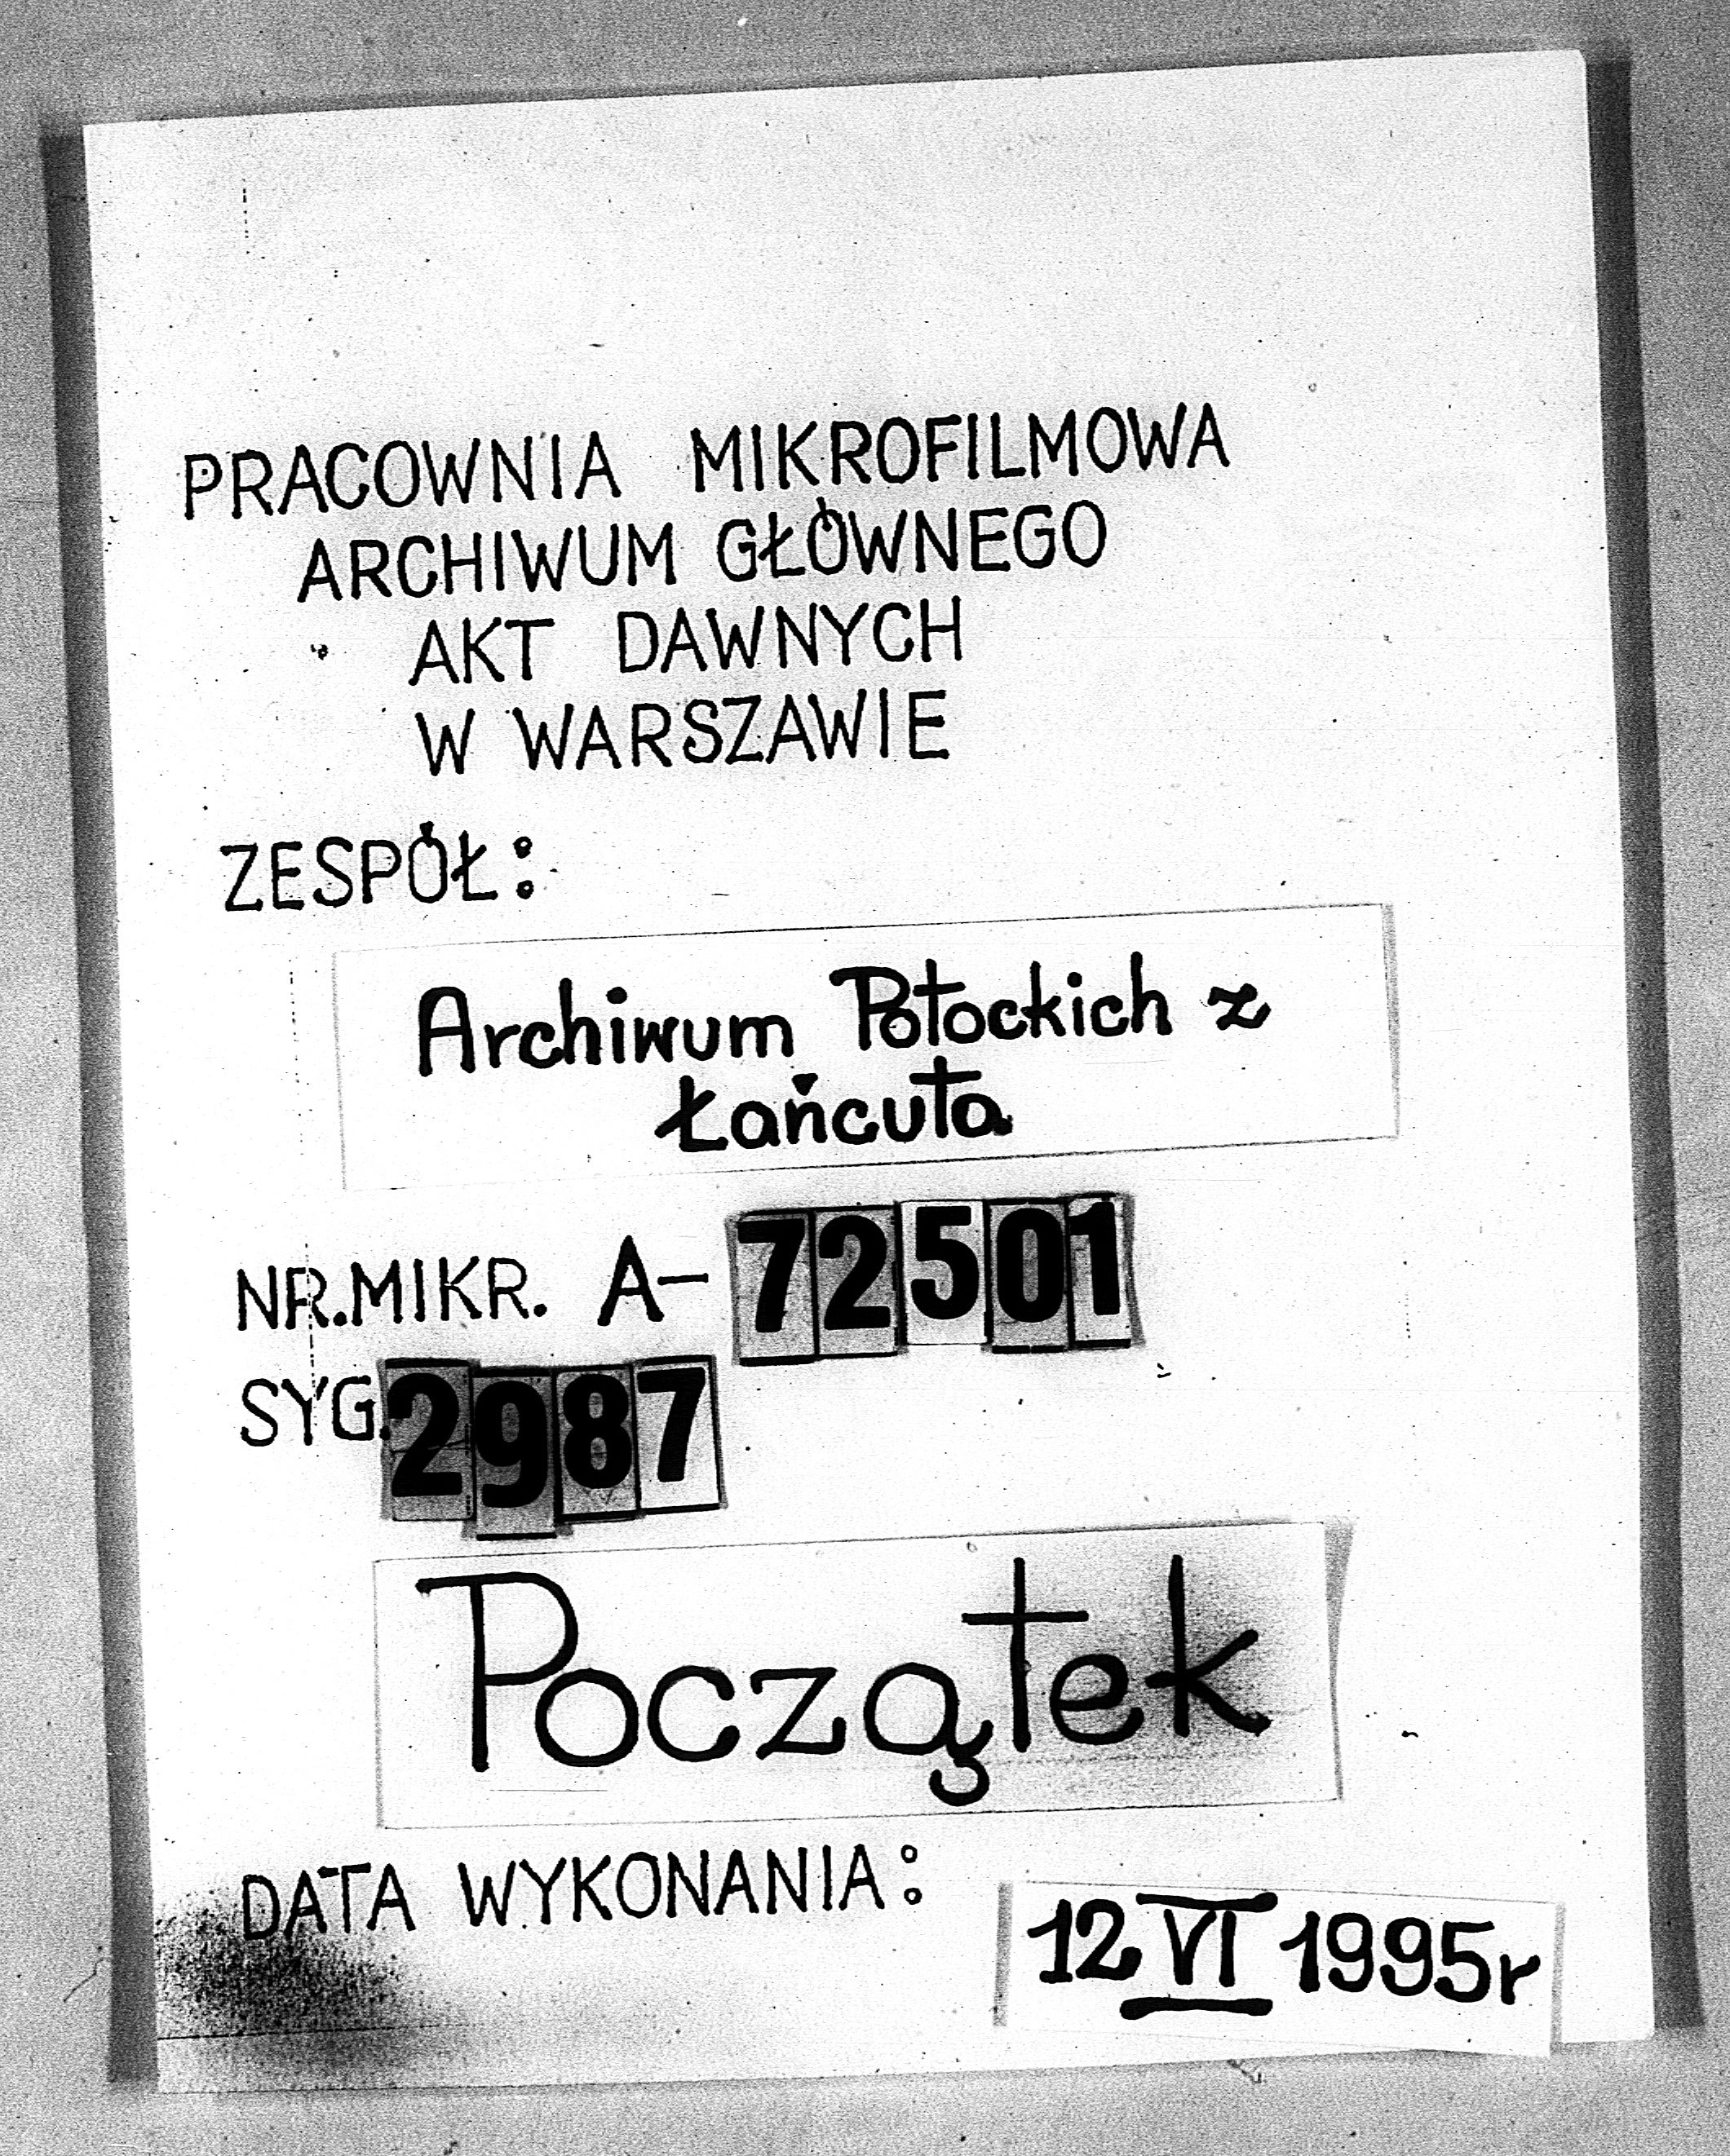 PRACOWNIA MIKROFILMOWA
ARCHIWUM GŁÓWNEGO
AKT DAWNYCH
W WARSZAWIE
ZESPÓŁ:
Archiwum Potockich z
Łańcuta
NR.MIKR. A-72501
SYG.2987
Początek
DATA WYKONANIA: 12 VI 1995r